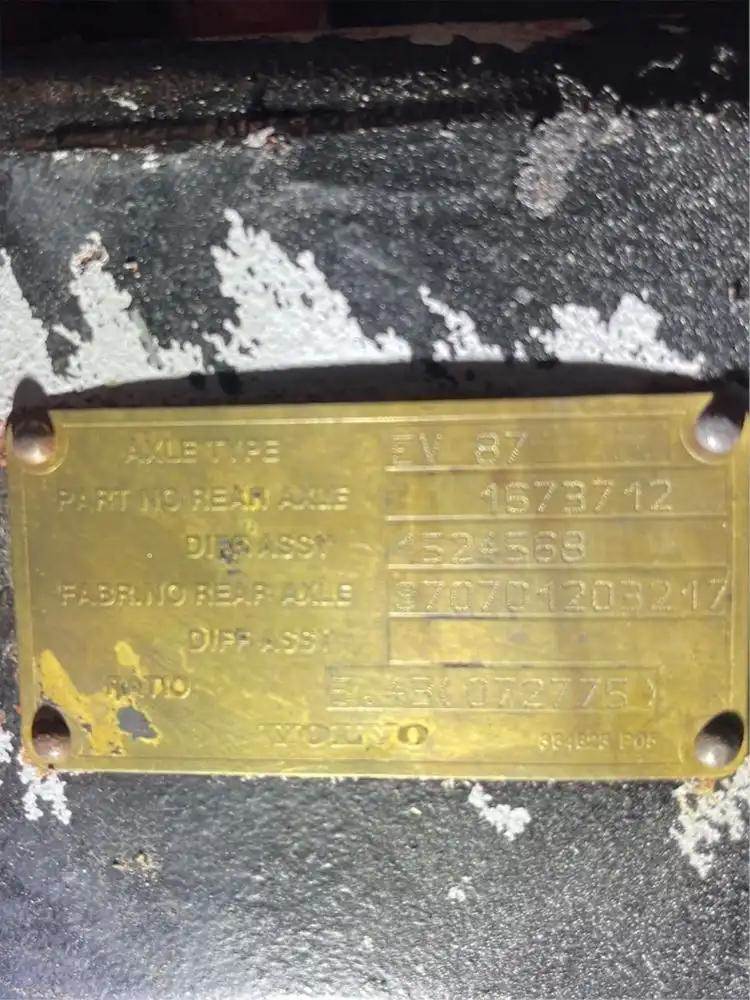 AXLE TYPE EV 87
PART NO REAR AXLE 1673712
DIFF ASSY 1524568
FABR.NO REAR AXLE 970701203217
DIFF ASSY
RATIO (072775)
VOLVO